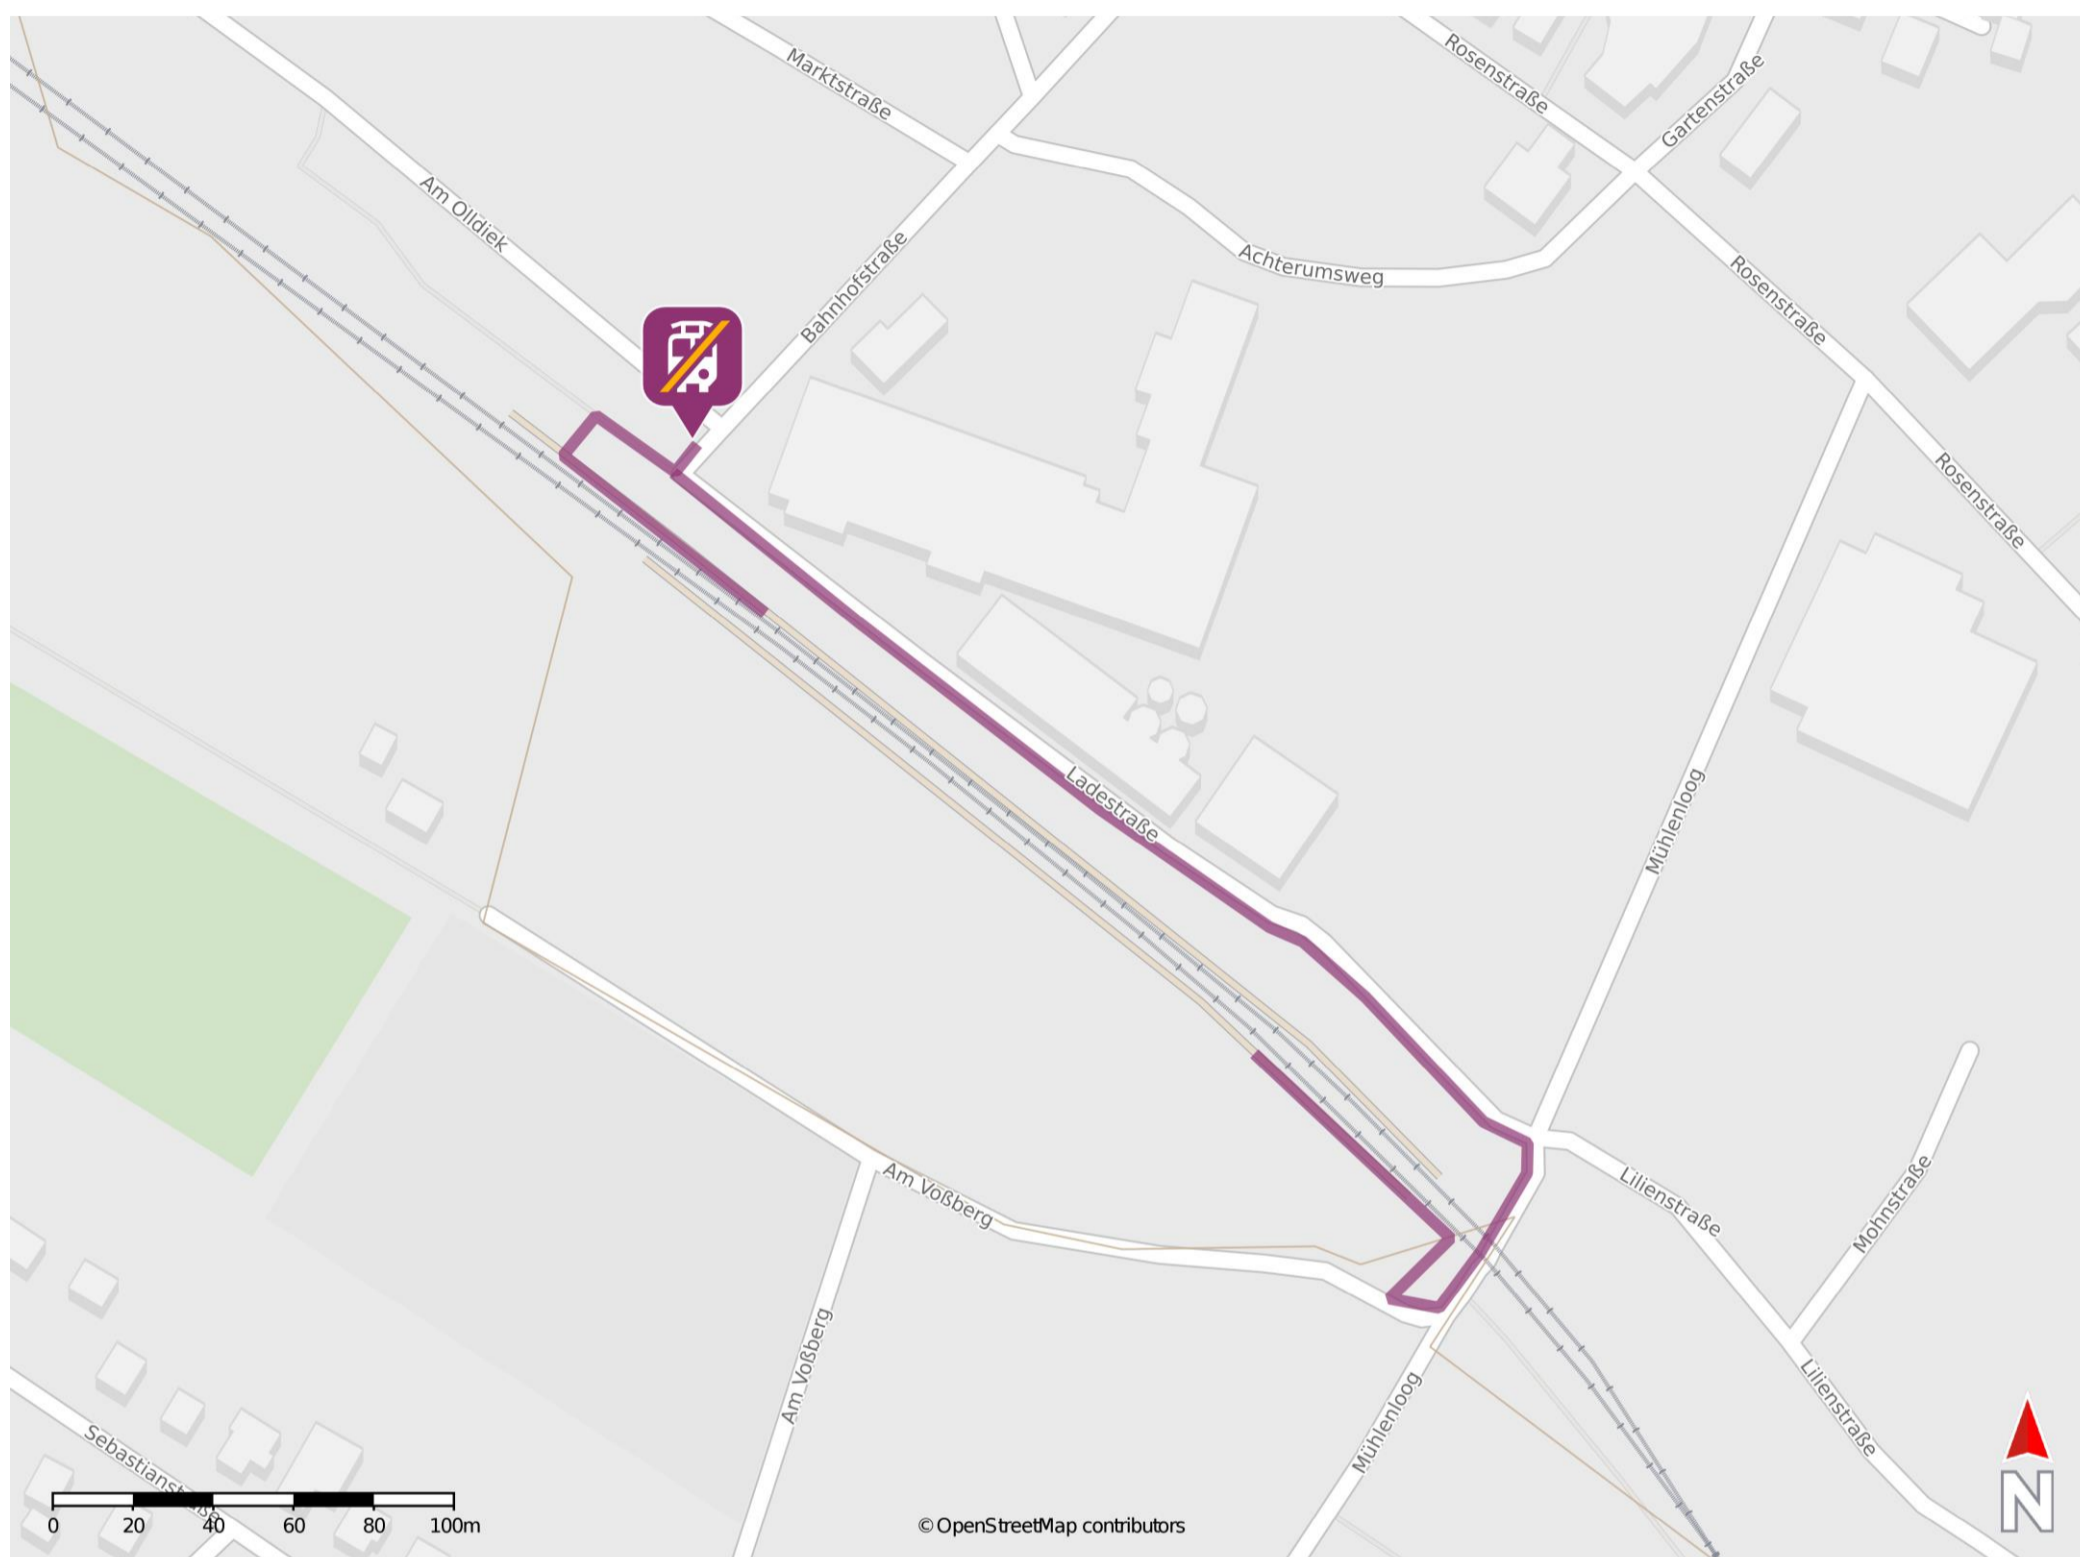 Marktstraße
Rosenstraße
Gartenstraße
Am Olldiek
Bahnhofstraße
Achterumsweg
Rosenstraße
Rosenstraße
Ladestraße
Mühlenloog
Am Voßberg
Lilienstraße
Mohnstraße
Am Voßberg
Mühlenloog
Lilienstraße
Sebastianstraße
0 20 40 60 80 100m
© OpenStreetMap contributors
N